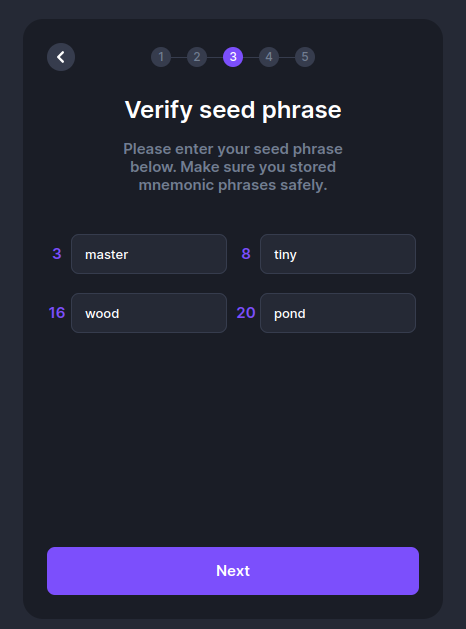 1 2 3 4 5
Verify seed phrase
Please enter your seed phrase
below. Make sure you stored
mnemonic phrases safely.
3 master 8 tiny
16 wood 20 pond
Next